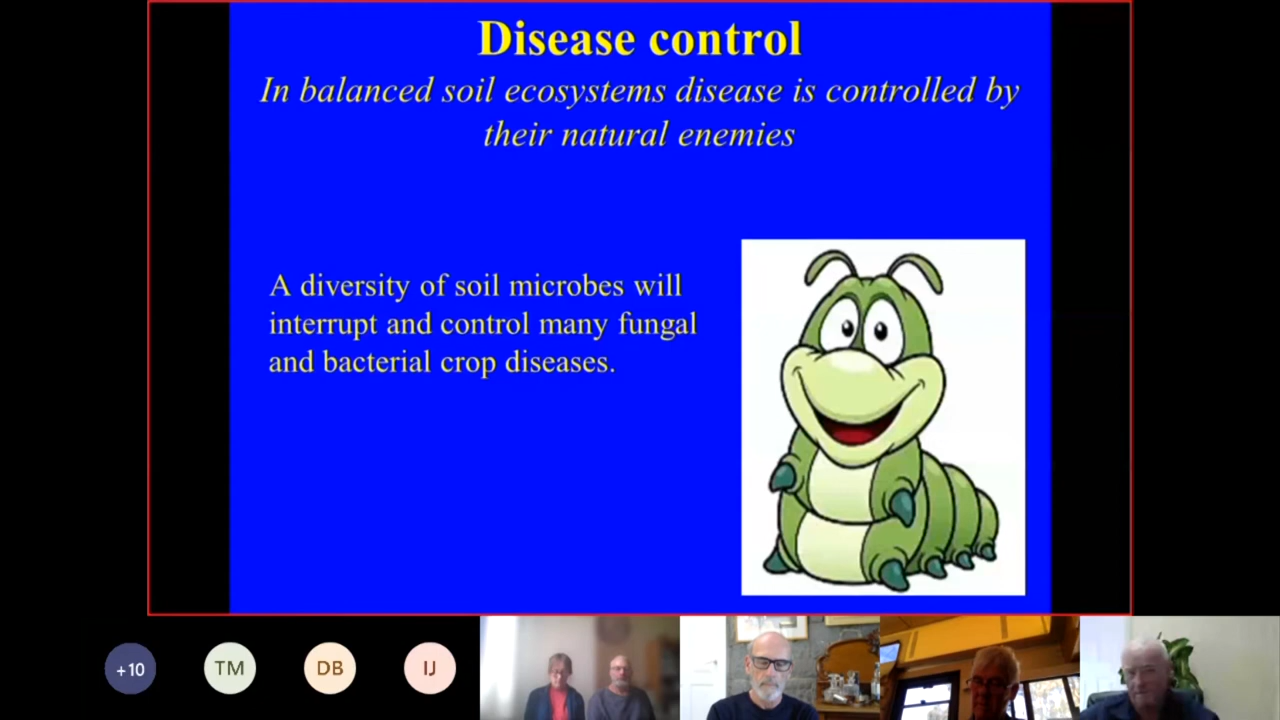 Disease control
In balanced soil ecosystems disease is controlled by
their natural enemies
A diversity of soil microbes will
interrupt and control many fungal
and bacterial crop diseases.
+10
TM
DB
IJ